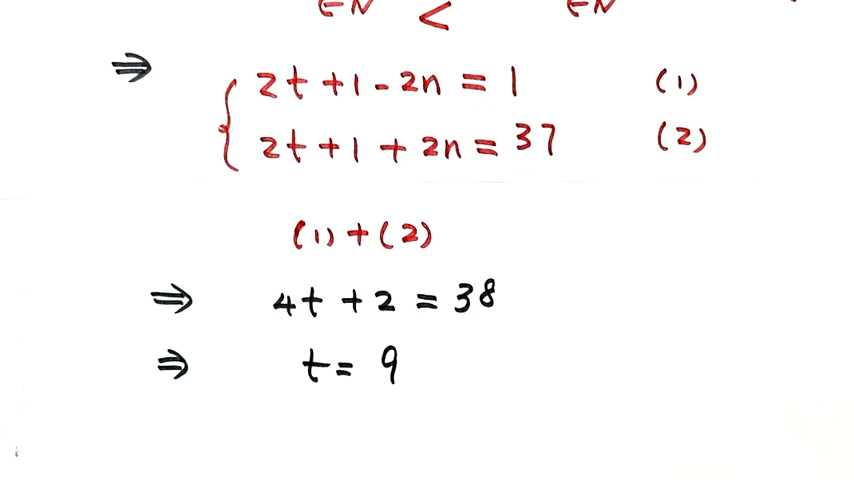 ∈N < ∈N
⇒ { 2t+1-2n = 1 (1)
2t+1+2n = 37 (2)
(1)+(2)
⇒ 4t+2 = 38
⇒ t = 9